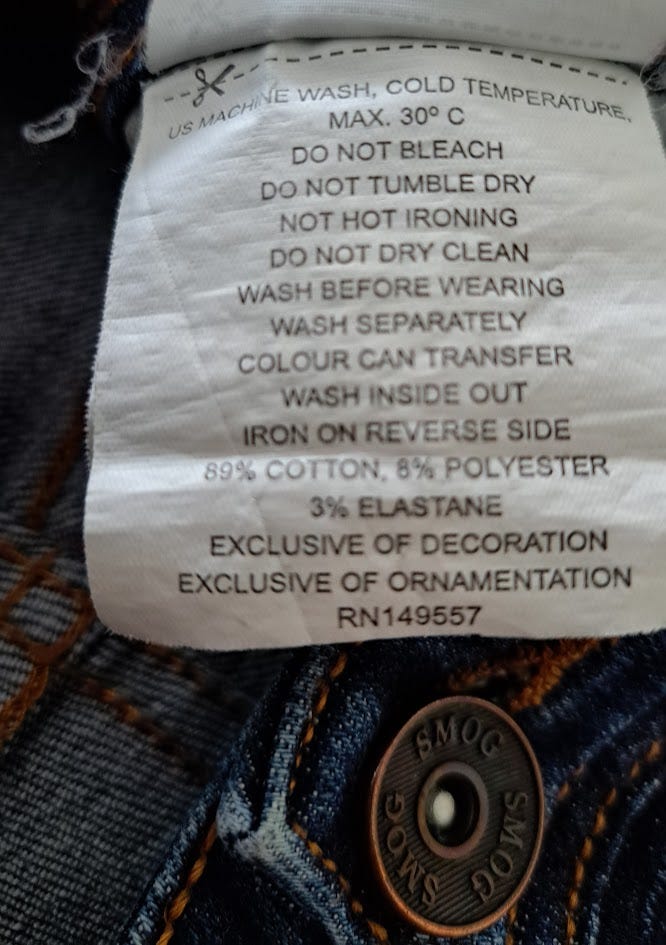 US MACHINE WASH, COLD TEMPERATURE,
MAX. 30º C
DO NOT BLEACH
DO NOT TUMBLE DRY
NOT HOT IRONING
DO NOT DRY CLEAN
WASH BEFORE WEARING
WASH SEPARATELY
COLOUR CAN TRANSFER
WASH INSIDE OUT
IRON ON REVERSE SIDE
89% COTTON, 8% POLYESTER
3% ELASTANE
EXCLUSIVE OF DECORATION
EXCLUSIVE OF ORNAMENTATION
RN149557
SMOG
SMOG
SMOG